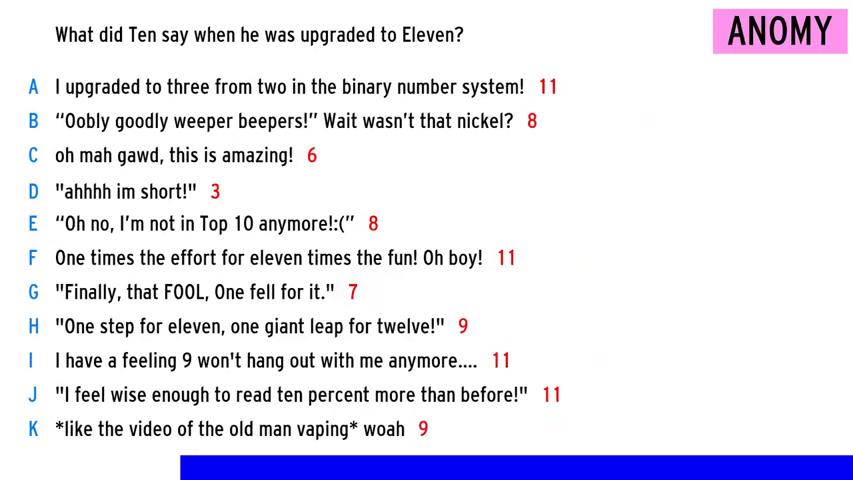 What did Ten say when he was upgraded to Eleven?
ANOMY
A I upgraded to three from two in the binary number system! 11
B “Oobly goodly weeper beepers!” Wait wasn’t that nickel? 8
C oh mah gawd, this is amazing! 6
D "ahhhh im short!" 3
E “Oh no, I’m not in Top 10 anymore!:(” 8
F One times the effort for eleven times the fun! Oh boy! 11
G "Finally, that FOOL, One fell for it." 7
H "One step for eleven, one giant leap for twelve!" 9
I I have a feeling 9 won't hang out with me anymore.... 11
J "I feel wise enough to read ten percent more than before!" 11
K *like the video of the old man vaping* woah 9